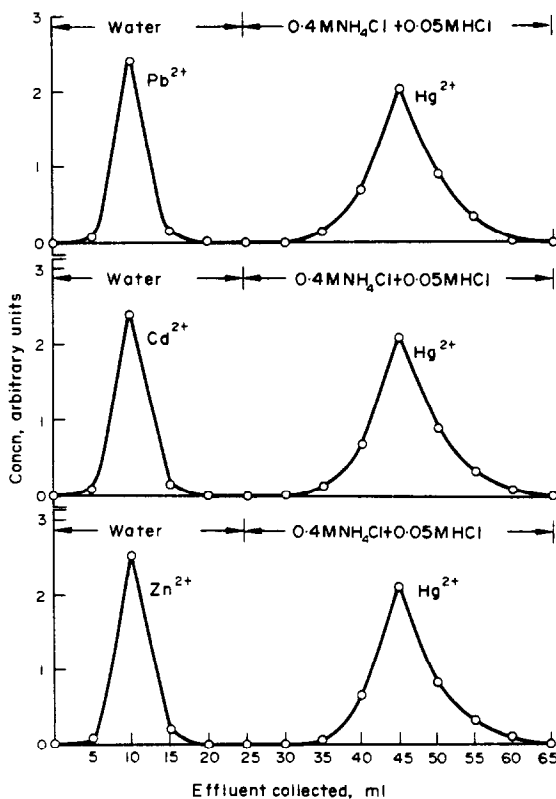 3
Water
0·4MNH₄Cl+0·05MHCl
Pb²⁺
Hg²⁺
2
1
0
3
Water
0·4MNH₄Cl+0·05MHCl
Cd²⁺
Hg²⁺
2
Concn, arbitrary units
1
0
3
Water
0·4MNH₄Cl+0·05MHCl
Zn²⁺
Hg²⁺
2
1
0
5 10 15 20 25 30 35 40 45 50 55 60 65
Effluent collected, ml